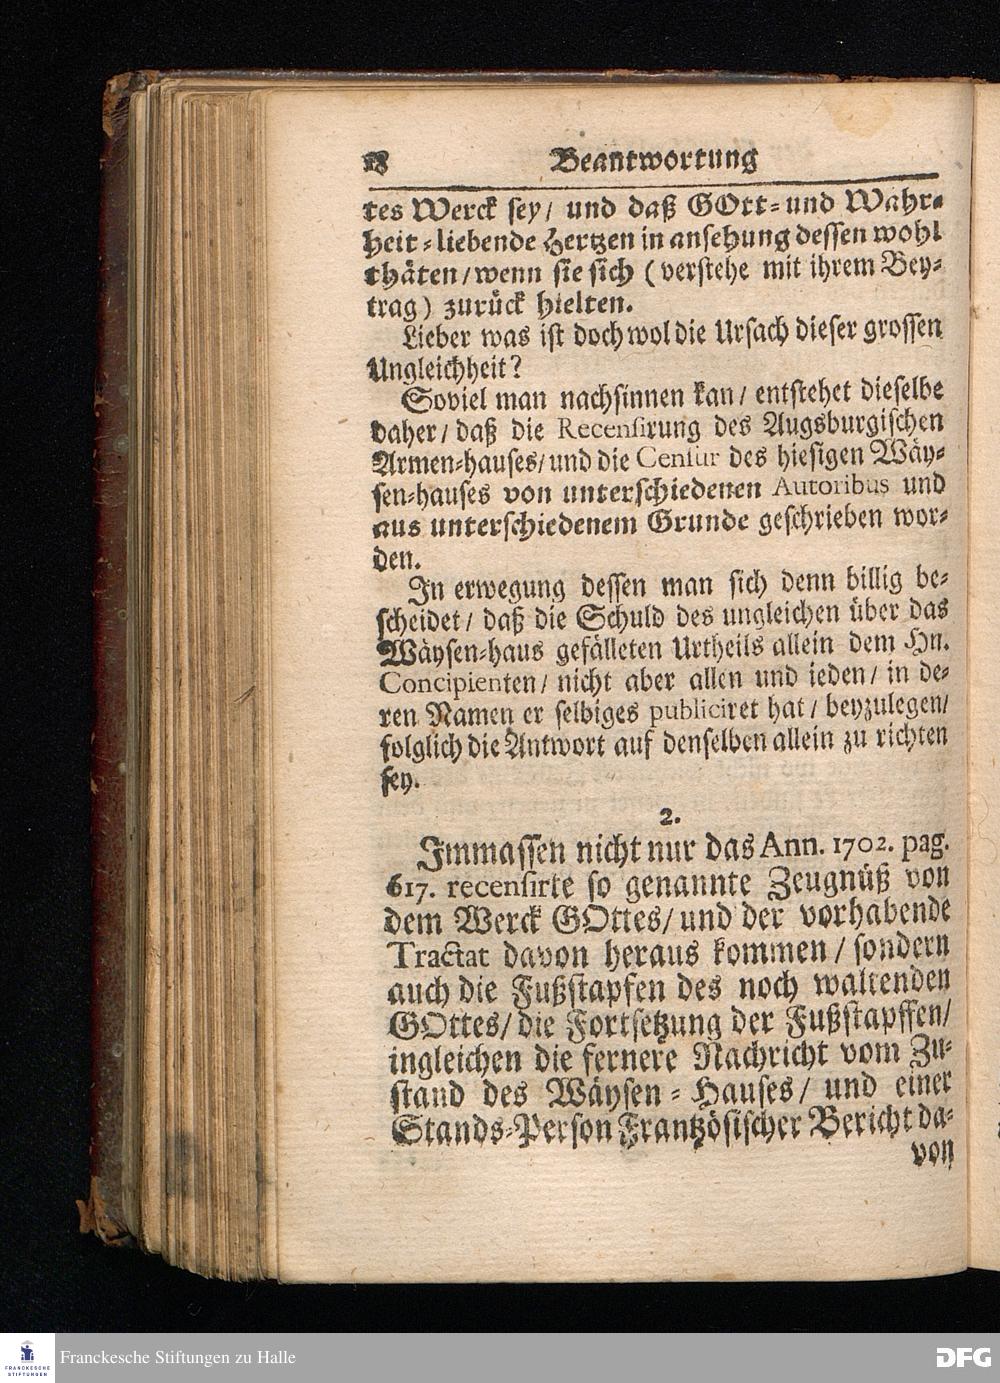 18 Beantwortung
tes Werck sey/ und daß GOtt-und Wahr-
heit-liebende Hertzen in ansehung dessen wohl
thäten/wenn sie sich (verstehe mit ihrem Bey-
trag) zurück hielten.
Lieber was ist doch wol die Ursach dieser grossen
Ungleichheit?
Soviel man nachsinnen kan/ entstehet dieselbe
daher/ daß die Recensirung des Augsburgischen
Armen-hauses/und die Censur des hiesigen Wäy-
sen-hauses von unterschiedenen Autoribus und
aus unterschiedenem Grunde geschrieben wor-
den.
In erwegung dessen man sich denn billig be-
scheidet/ daß die Schuld des ungleichen über das
Wäysen-haus gefälleten Urtheils allein dem Hn.
Concipienten/ nicht aber allen und jeden/ in de-
ren Namen er selbiges publiciret hat/ beyzulegen/
folglich die Antwort auf denselben allein zu richten
sey.
2.
Immassen nicht nur das Ann. 1702. pag.
617. recensirte so genannte Zeugnüß von
dem Werck GOttes/ und der vorhabende
Tractat davon heraus kommen/ sondern
auch die Fußstapfen des noch waltenden
GOttes/ die Fortsetzung der Fußstapffen/
ingleichen die fernere Nachricht vom Zu-
stand des Wäysen-Hauses/ und einer
Stands-Person Frantzösischer Bericht da-
von
FRANCKESCHE
STIFTUNGEN
Franckesche Stiftungen zu Halle
DFG